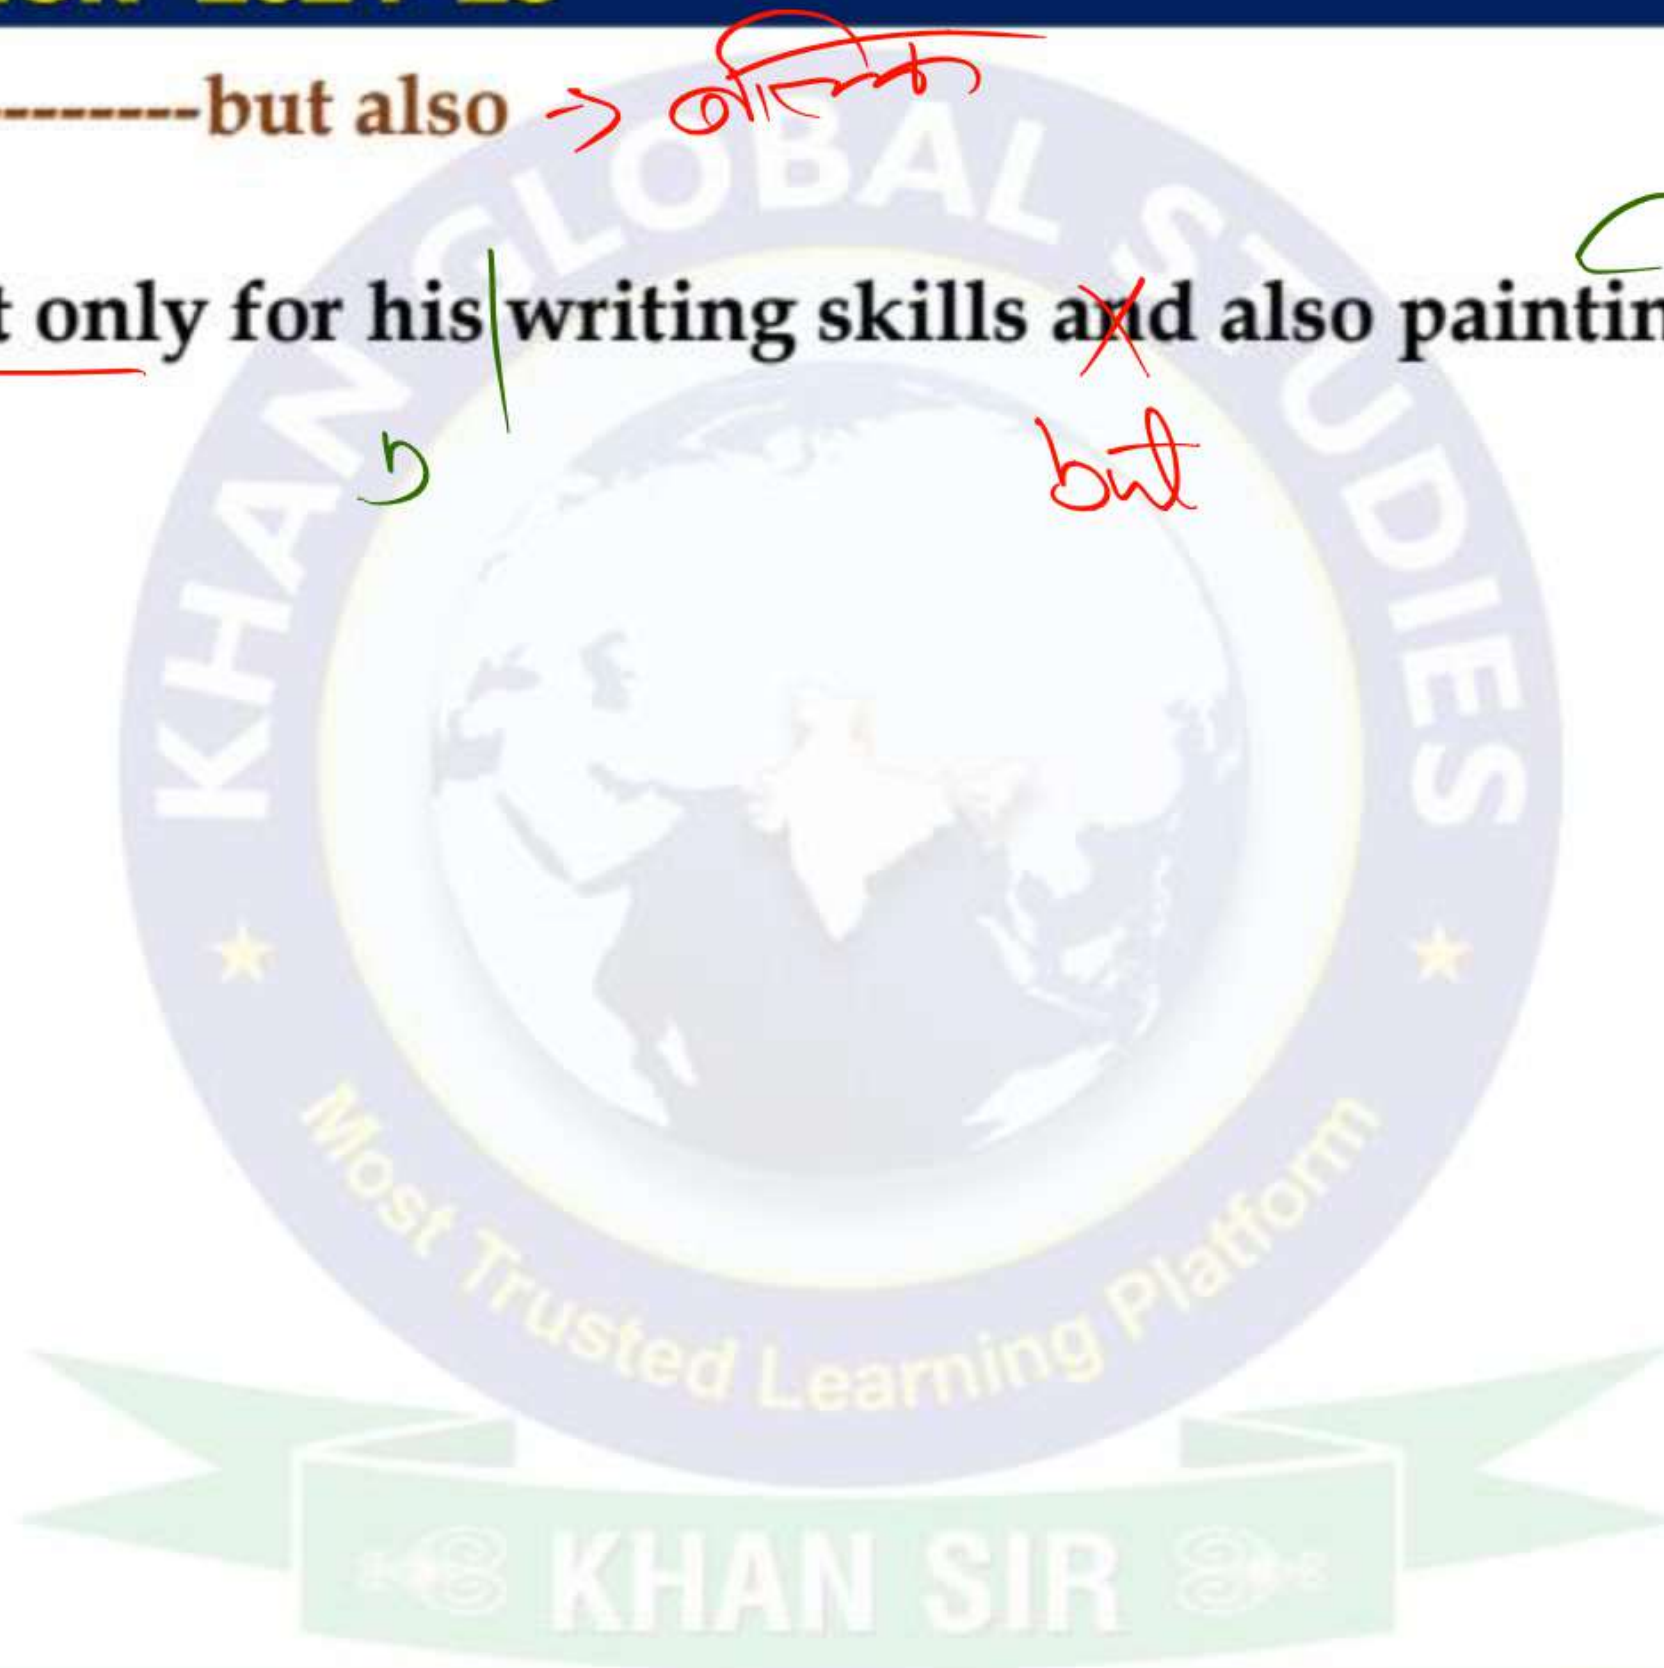 --------but also → बल्कि
t only for his writing skills and also paintin
b
but
KHAN GLOBAL STUDIES
Most Trusted Learning Platform
KHAN SIR